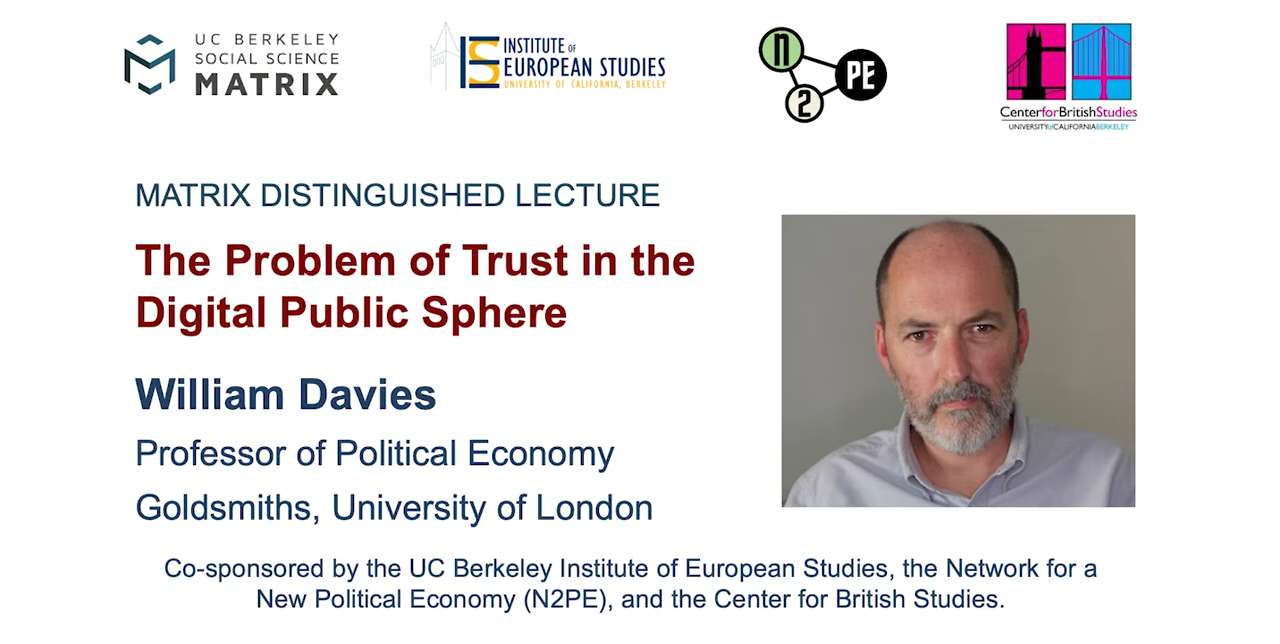 UC BERKELEY
SOCIAL SCIENCE
MATRIX
IES
INSTITUTE OF
EUROPEAN STUDIES
UNIVERSITY OF CALIFORNIA, BERKELEY
n
2
PE
CenterforBritishStudies
UNIVERSITYofCALIFORNIABERKELEY
MATRIX DISTINGUISHED LECTURE
The Problem of Trust in the
Digital Public Sphere
William Davies
Professor of Political Economy
Goldsmiths, University of London
Co-sponsored by the UC Berkeley Institute of European Studies, the Network for a
New Political Economy (N2PE), and the Center for British Studies.